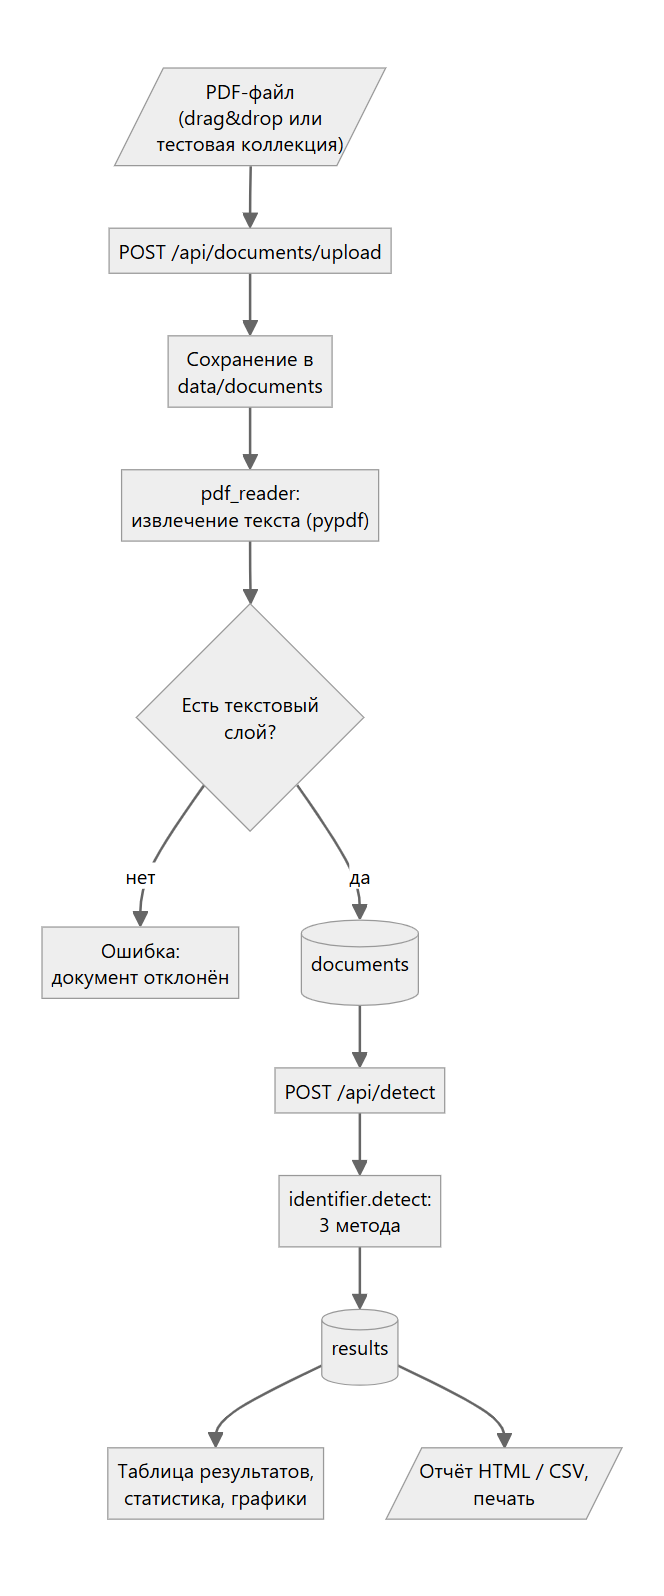 PDF-файл
(drag&drop или
тестовая коллекция)
POST /api/documents/upload
Сохранение в
data/documents
pdf_reader:
извлечение текста (pypdf)
Есть текстовый
слой?
нет
да
Ошибка:
документ отклонён
documents
POST /api/detect
identifier.detect:
3 метода
results
Таблица результатов,
статистика, графики
Отчёт HTML / CSV,
печать